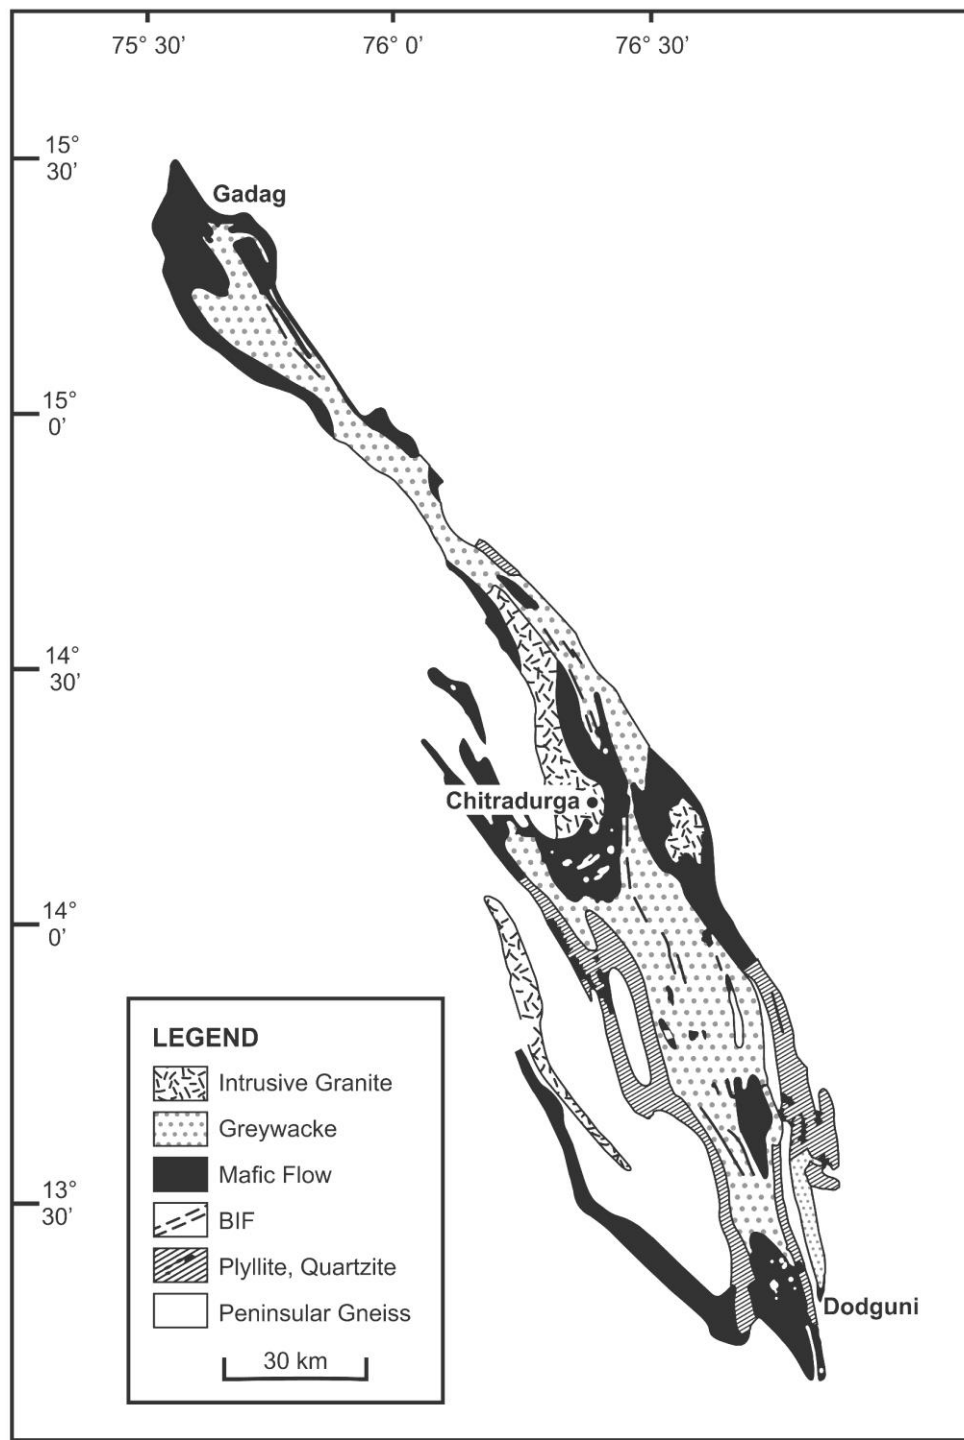 75° 30’ 76° 0’ 76° 30’
15°
30’
Gadag
15°
0’
14°
30’
Chitradurga
14°
0’
LEGEND
Intrusive Granite
Greywacke
Mafic Flow
13°
30’
BIF
Plyllite, Quartzite
Peninsular Gneiss
Dodguni
30 km